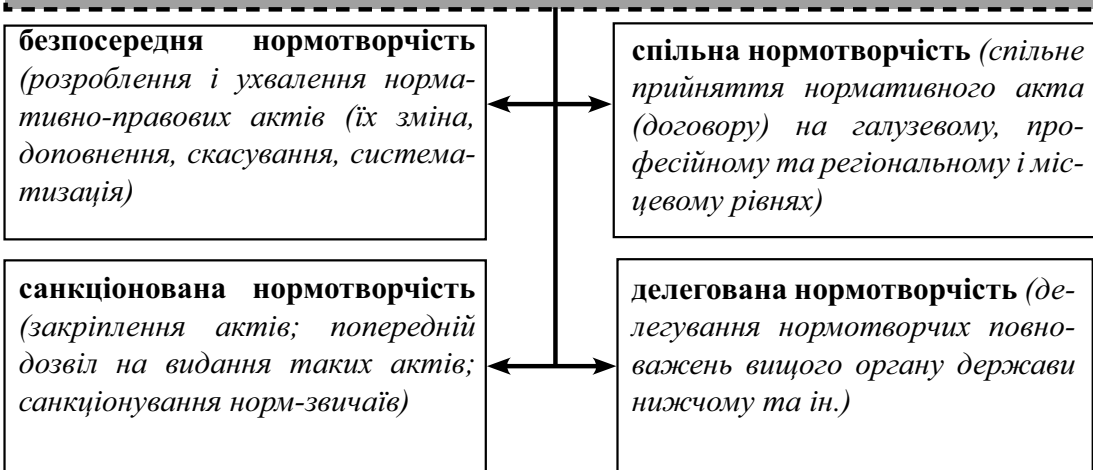 безпосередня нормотворчість
(розроблення і ухвалення норма-
тивно-правових актів (їх зміна,
доповнення, скасування, система-
тизація)
спільна нормотворчість (спільне
прийняття нормативного акта
(договору) на галузевому, про-
фесійному та регіональному і міс-
цевому рівнях)
санкціонована нормотворчість
(закріплення актів; попередній
дозвіл на видання таких актів;
санкціонування норм-звичаїв)
делегована нормотворчість (де-
легування нормотворчих повно-
важень вищого органу держави
нижчому та ін.)